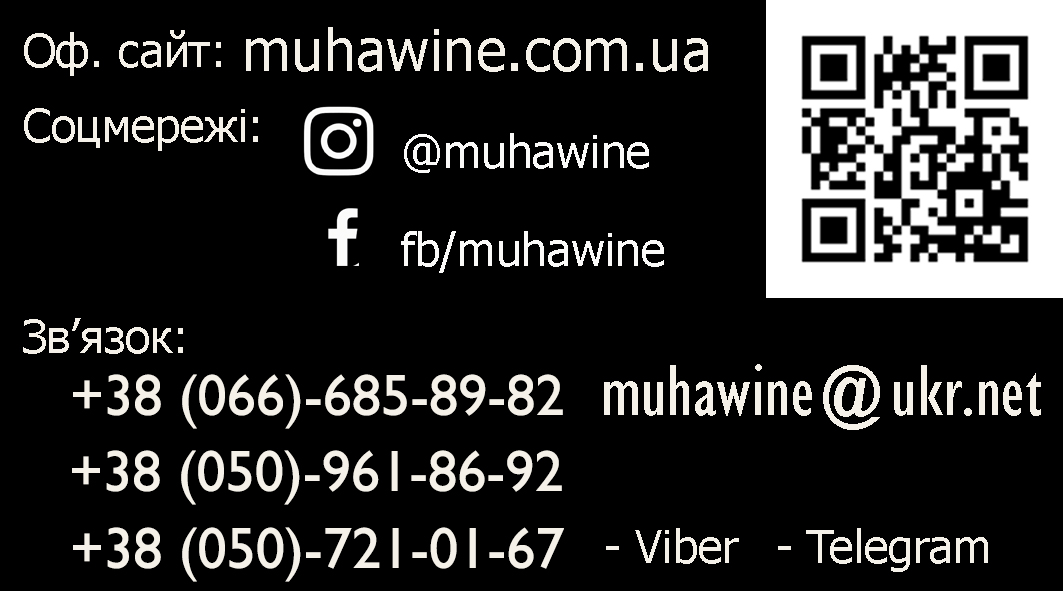 Оф. сайт: muhawine.com.ua
Соцмережі:
@muhawine
fb/muhawine
Зв’язок:
+38 (066)-685-89-82 muhawine@ukr.net
+38 (050)-961-86-92
+38 (050)-721-01-67 - Viber - Telegram